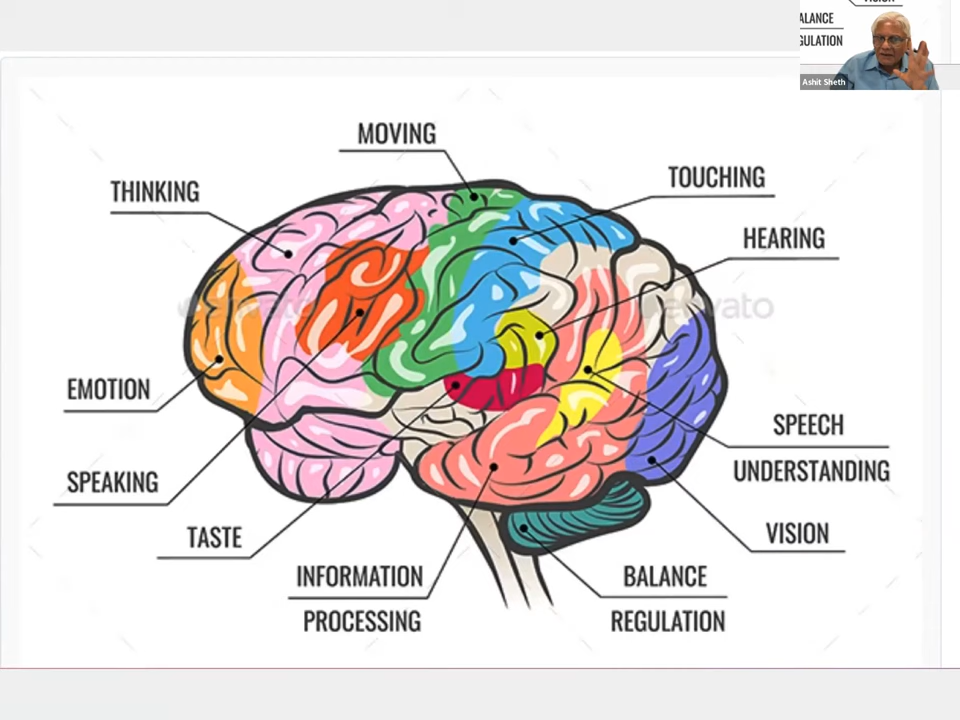 ALANCE
GULATION
Ashit Sheth
MOVING
THINKING
TOUCHING
HEARING
EMOTION
SPEAKING
SPEECH
UNDERSTANDING
TASTE
VISION
INFORMATION
PROCESSING
BALANCE
REGULATION